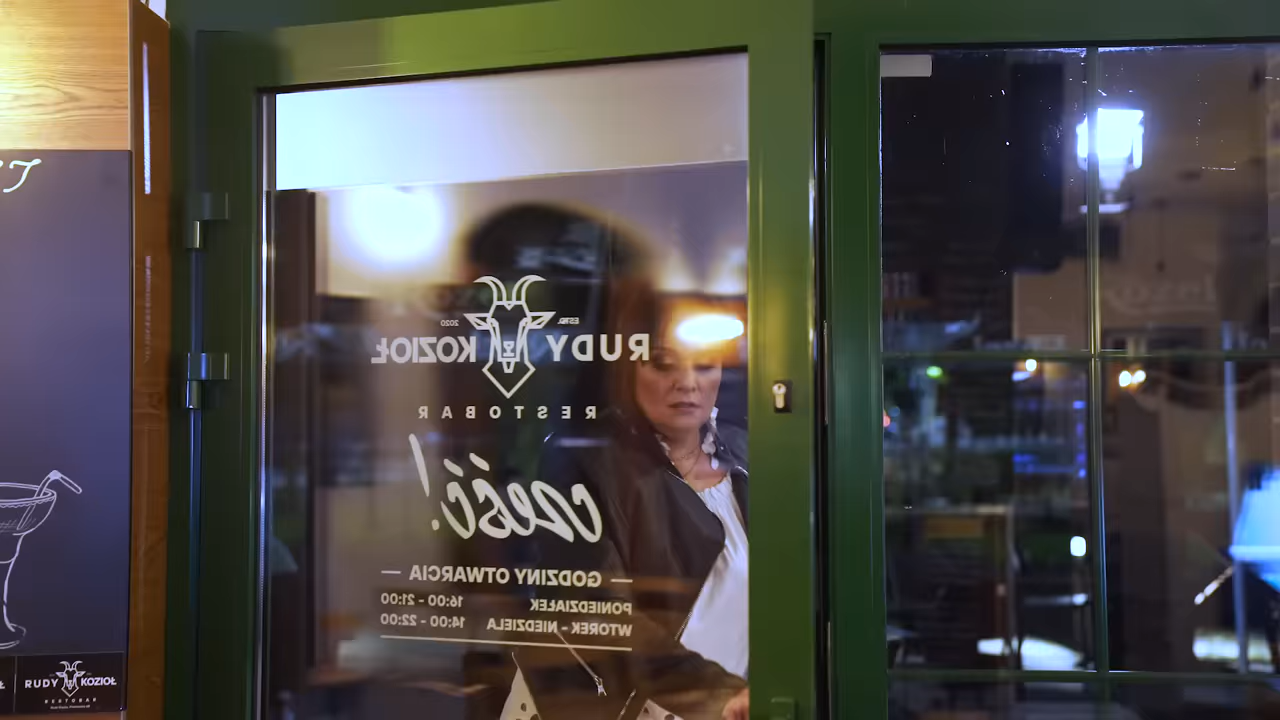 RUDY KOZIOŁ
ESTD. 2020
RESTOBAR
cześć!
— GODZINY OTWARCIA —
PONIEDZIAŁEK 16:00 - 21:00
WTOREK - NIEDZIELA 14:00 - 22:00
RUDY KOZIOŁ
RESTOBAR